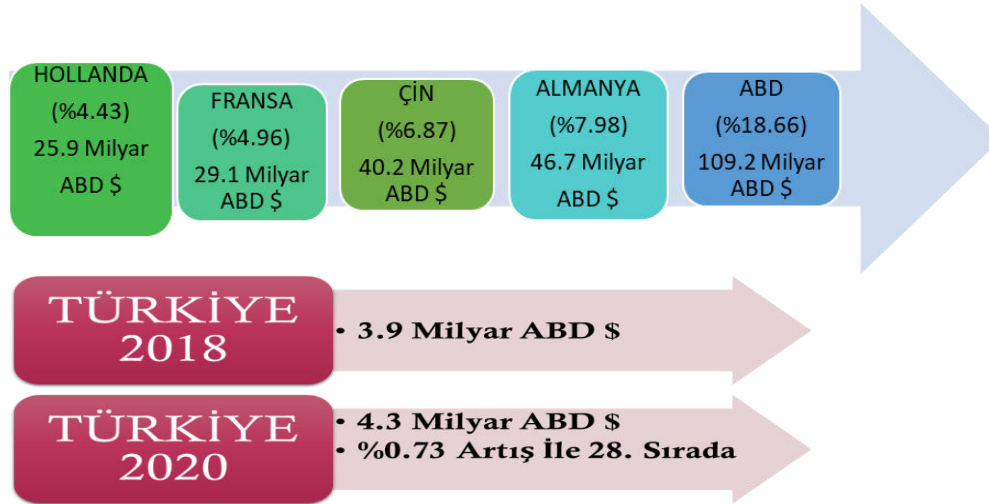 HOLLANDA
(%4.43)
25.9 Milyar
ABD $
FRANSA
(%4.96)
29.1 Milyar
ABD $
ÇİN
(%6.87)
40.2 Milyar
ABD $
ALMANYA
(%7.98)
46.7 Milyar
ABD $
ABD
(%18.66)
109.2 Milyar
ABD $
TÜRKİYE
2018
• 3.9 Milyar ABD $
TÜRKİYE
2020
• 4.3 Milyar ABD $
• %0.73 Artış İle 28. Sırada